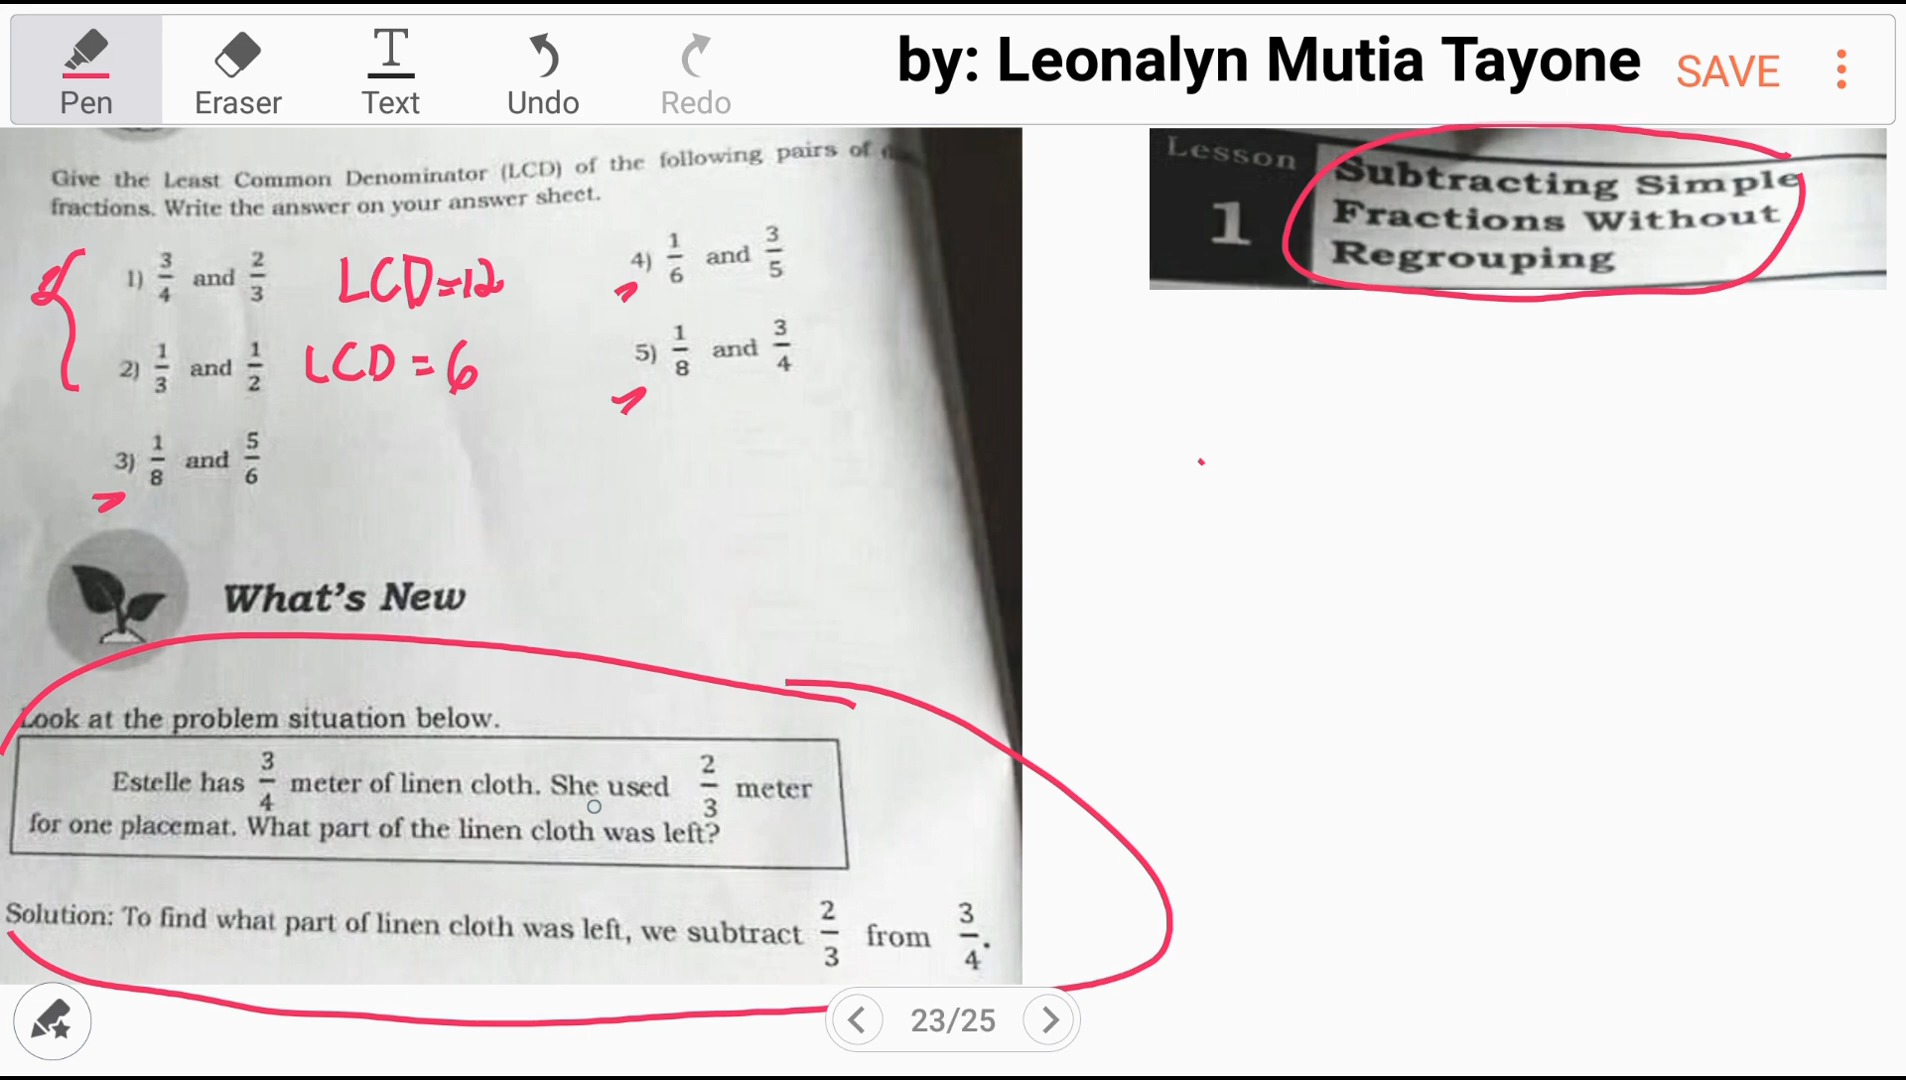 Pen
Eraser
Text
Undo
Redo
by: Leonalyn Mutia Tayone
SAVE
Give the Least Common Denominator (LCD) of the following pairs of
fractions. Write the answer on your answer sheet.
1) 3/4 and 2/3 LCD=12
2) 1/3 and 1/2 LCD = 6
3) 1/8 and 5/6
4) 1/6 and 3/5
5) 1/8 and 3/4
What's New
Look at the problem situation below.
Estelle has 3/4 meter of linen cloth. She used 2/3 meter
for one placemat. What part of the linen cloth was left?
Solution: To find what part of linen cloth was left, we subtract 2/3 from 3/4.
Lesson
1
Subtracting Simple
Fractions Without
Regrouping
23/25